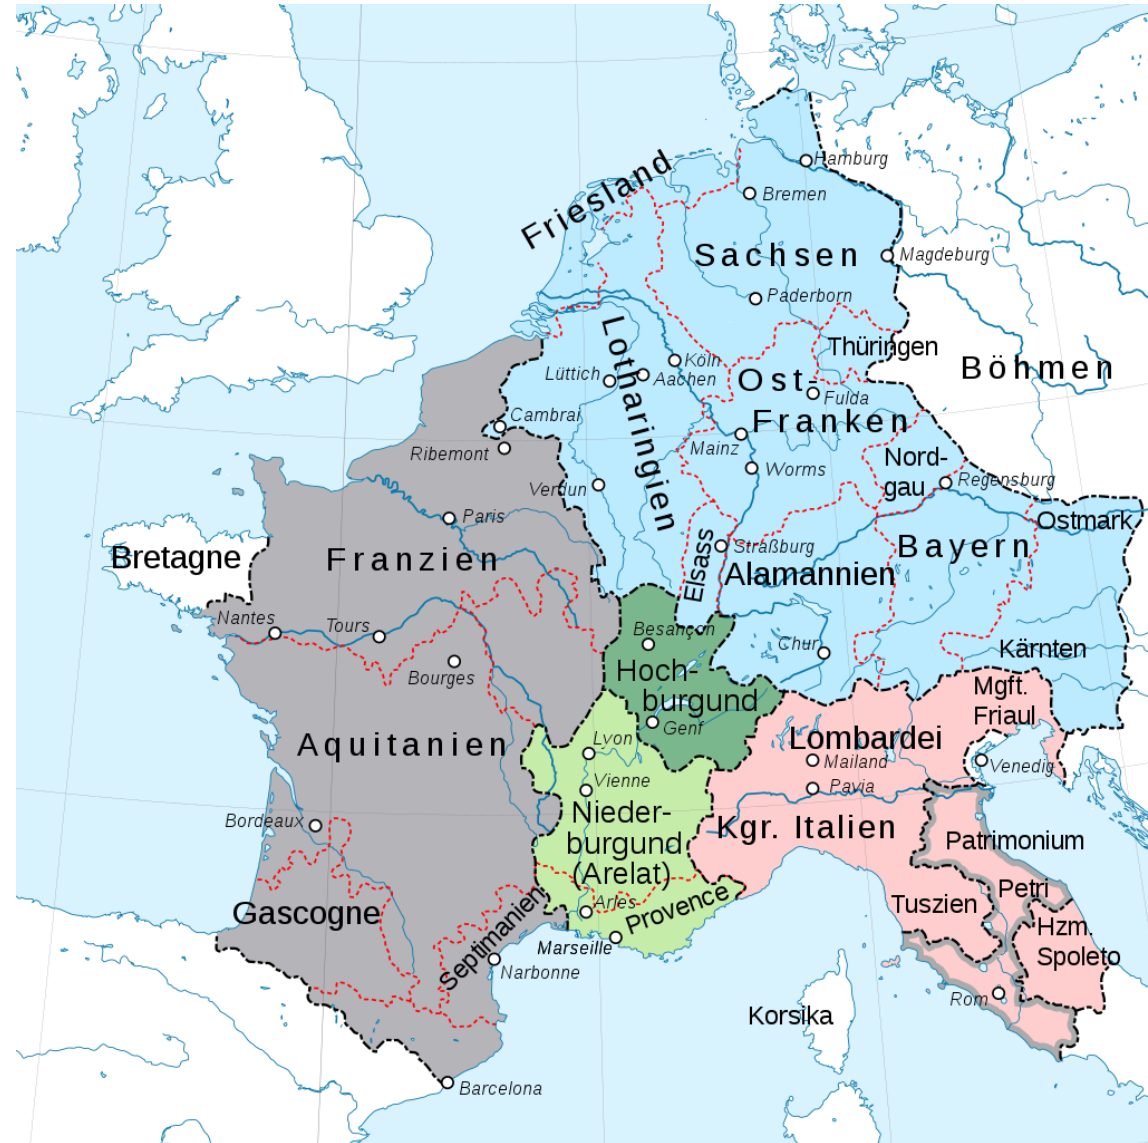 Hamburg
Friesland
Bremen
Sachsen
Magdeburg
Paderborn
Lotharingien
Thüringen
Böhmen
Köln
Lüttich
Aachen
Ost-
Fulda
Franken
Cambrai
Ribemont
Mainz
Worms
Nord-
gau
Regensburg
Verdun
Paris
Ostmark
Bretagne
Franzien
Elsass
Straßburg
Bayern
Alamannien
Nantes
Tours
Besançon
Chur
Kärnten
Bourges
Hoch-
burgund
Mgft.
Friaul
Genf
Aquitanien
Lyon
Lombardei
Mailand
Venedig
Vienne
Pavia
Bordeaux
Nieder-
burgund
(Arelat)
Kgr. Italien
Patrimonium
Petri
Gascogne
Septimanien
Arles
Provence
Tuszien
Hzm.
Spoleto
Marseille
Narbonne
Rom
Korsika
Barcelona